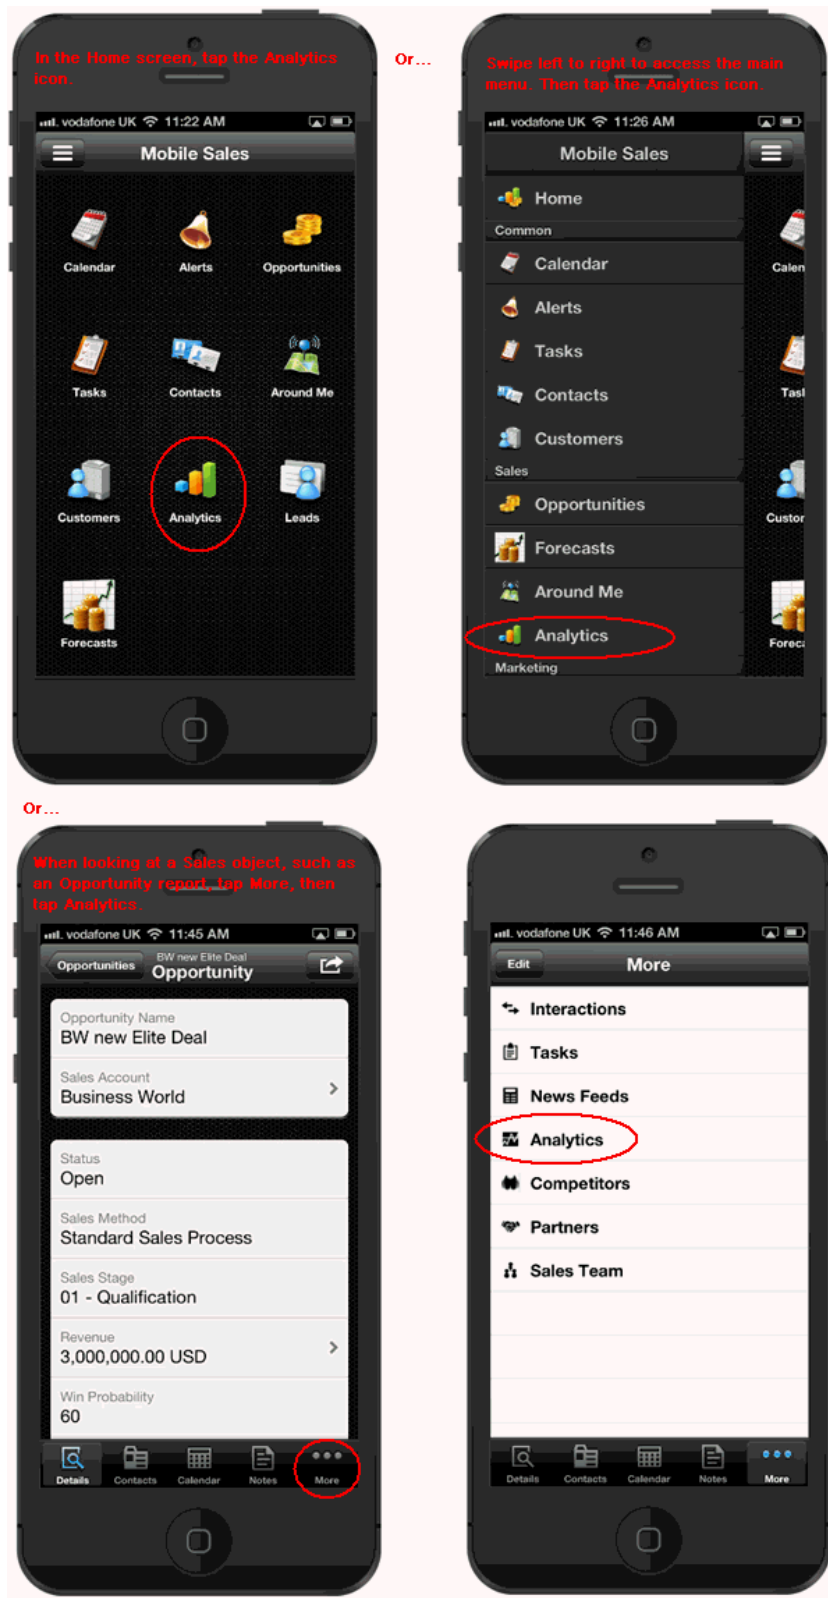 In the Home screen, tap the Analytics
icon.
Or...
Swipe left to right to access the main
menu. Then tap the Analytics icon.
vodafone UK 11:22 AM
Mobile Sales
Calendar Alerts Opportunities
Tasks Contacts Around Me
Customers Analytics Leads
Forecasts
vodafone UK 11:26 AM
Mobile Sales
Home
Common
Calendar
Alerts
Tasks
Contacts
Customers
Sales
Opportunities
Forecasts
Around Me
Analytics
Marketing
Calen
Tasl
Custor
Foreca
Or...
When looking at a Sales object, such as
an Opportunity report, tap More, then
tap Analytics.
vodafone UK 11:45 AM
Opportunities
BW new Elite Deal
Opportunity
Opportunity Name
BW new Elite Deal
Sales Account
Business World
Status
Open
Sales Method
Standard Sales Process
Sales Stage
01 - Qualification
Revenue
3,000,000.00 USD
Win Probability
60
Details Contacts Calendar Notes More
vodafone UK 11:46 AM
Edit More
Interactions
Tasks
News Feeds
Analytics
Competitors
Partners
Sales Team
Details Contacts Calendar Notes More